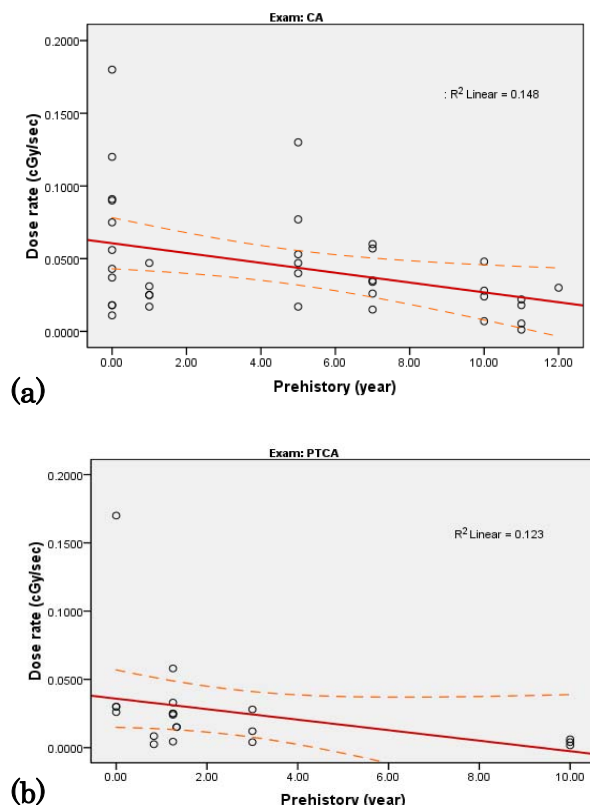 Exam: CA
0.2000
: R² Linear = 0.148
0.1500
0.1000
0.0500
0.0000
Dose rate (cGy/sec)
0.00 2.00 4.00 6.00 8.00 10.00 12.00
Prehistory (year)
(a)
Exam: PTCA
0.2000
R² Linear = 0.123
0.1500
0.1000
0.0500
0.0000
Dose rate (cGy/sec)
0.00 2.00 4.00 6.00 8.00 10.00
Prehistory (year)
(b)